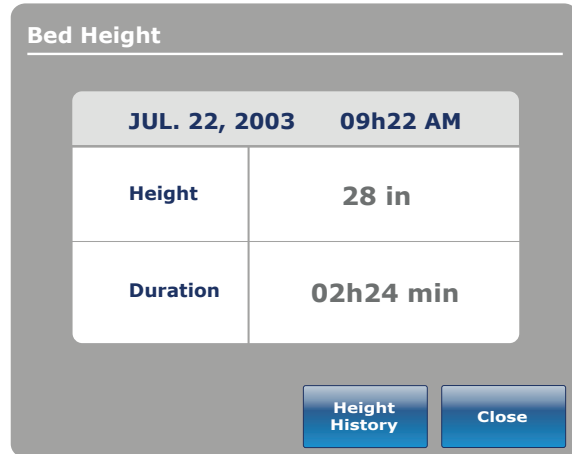 Bed Height
JUL. 22, 2003 09h22 AM
Height 28 in
Duration 02h24 min
Height
History
Close